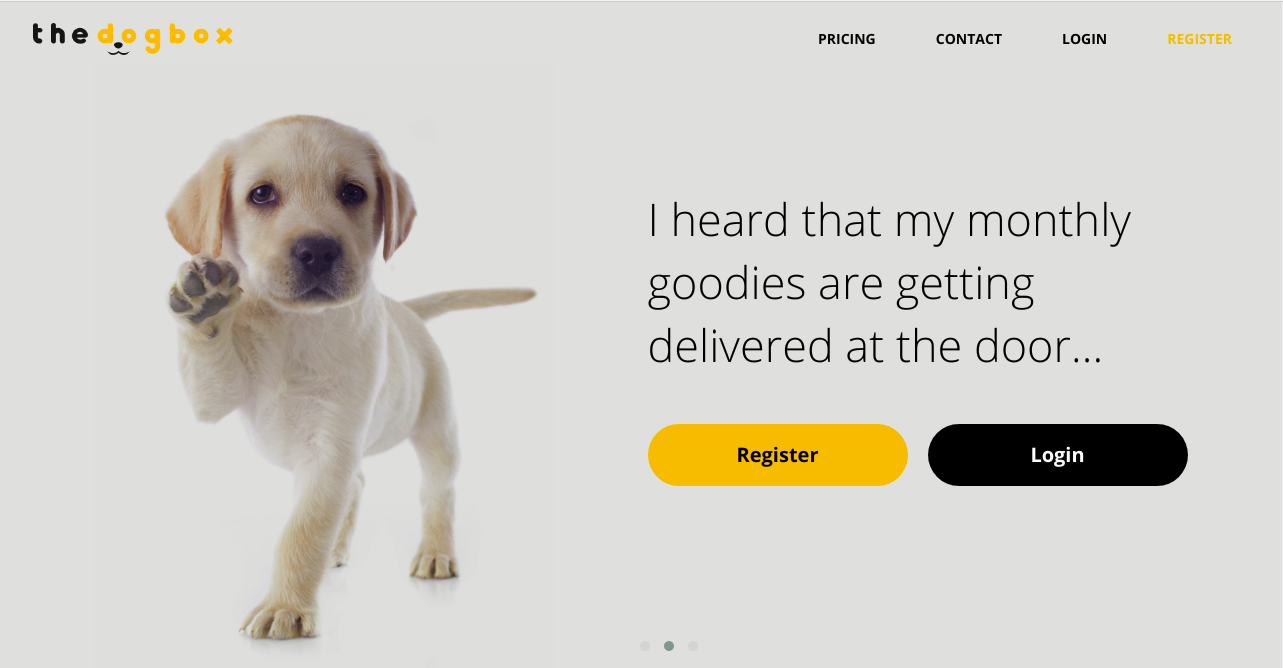 thedogbox
PRICING
CONTACT
LOGIN
REGISTER
I heard that my monthly
goodies are getting
delivered at the door...
Register
Login